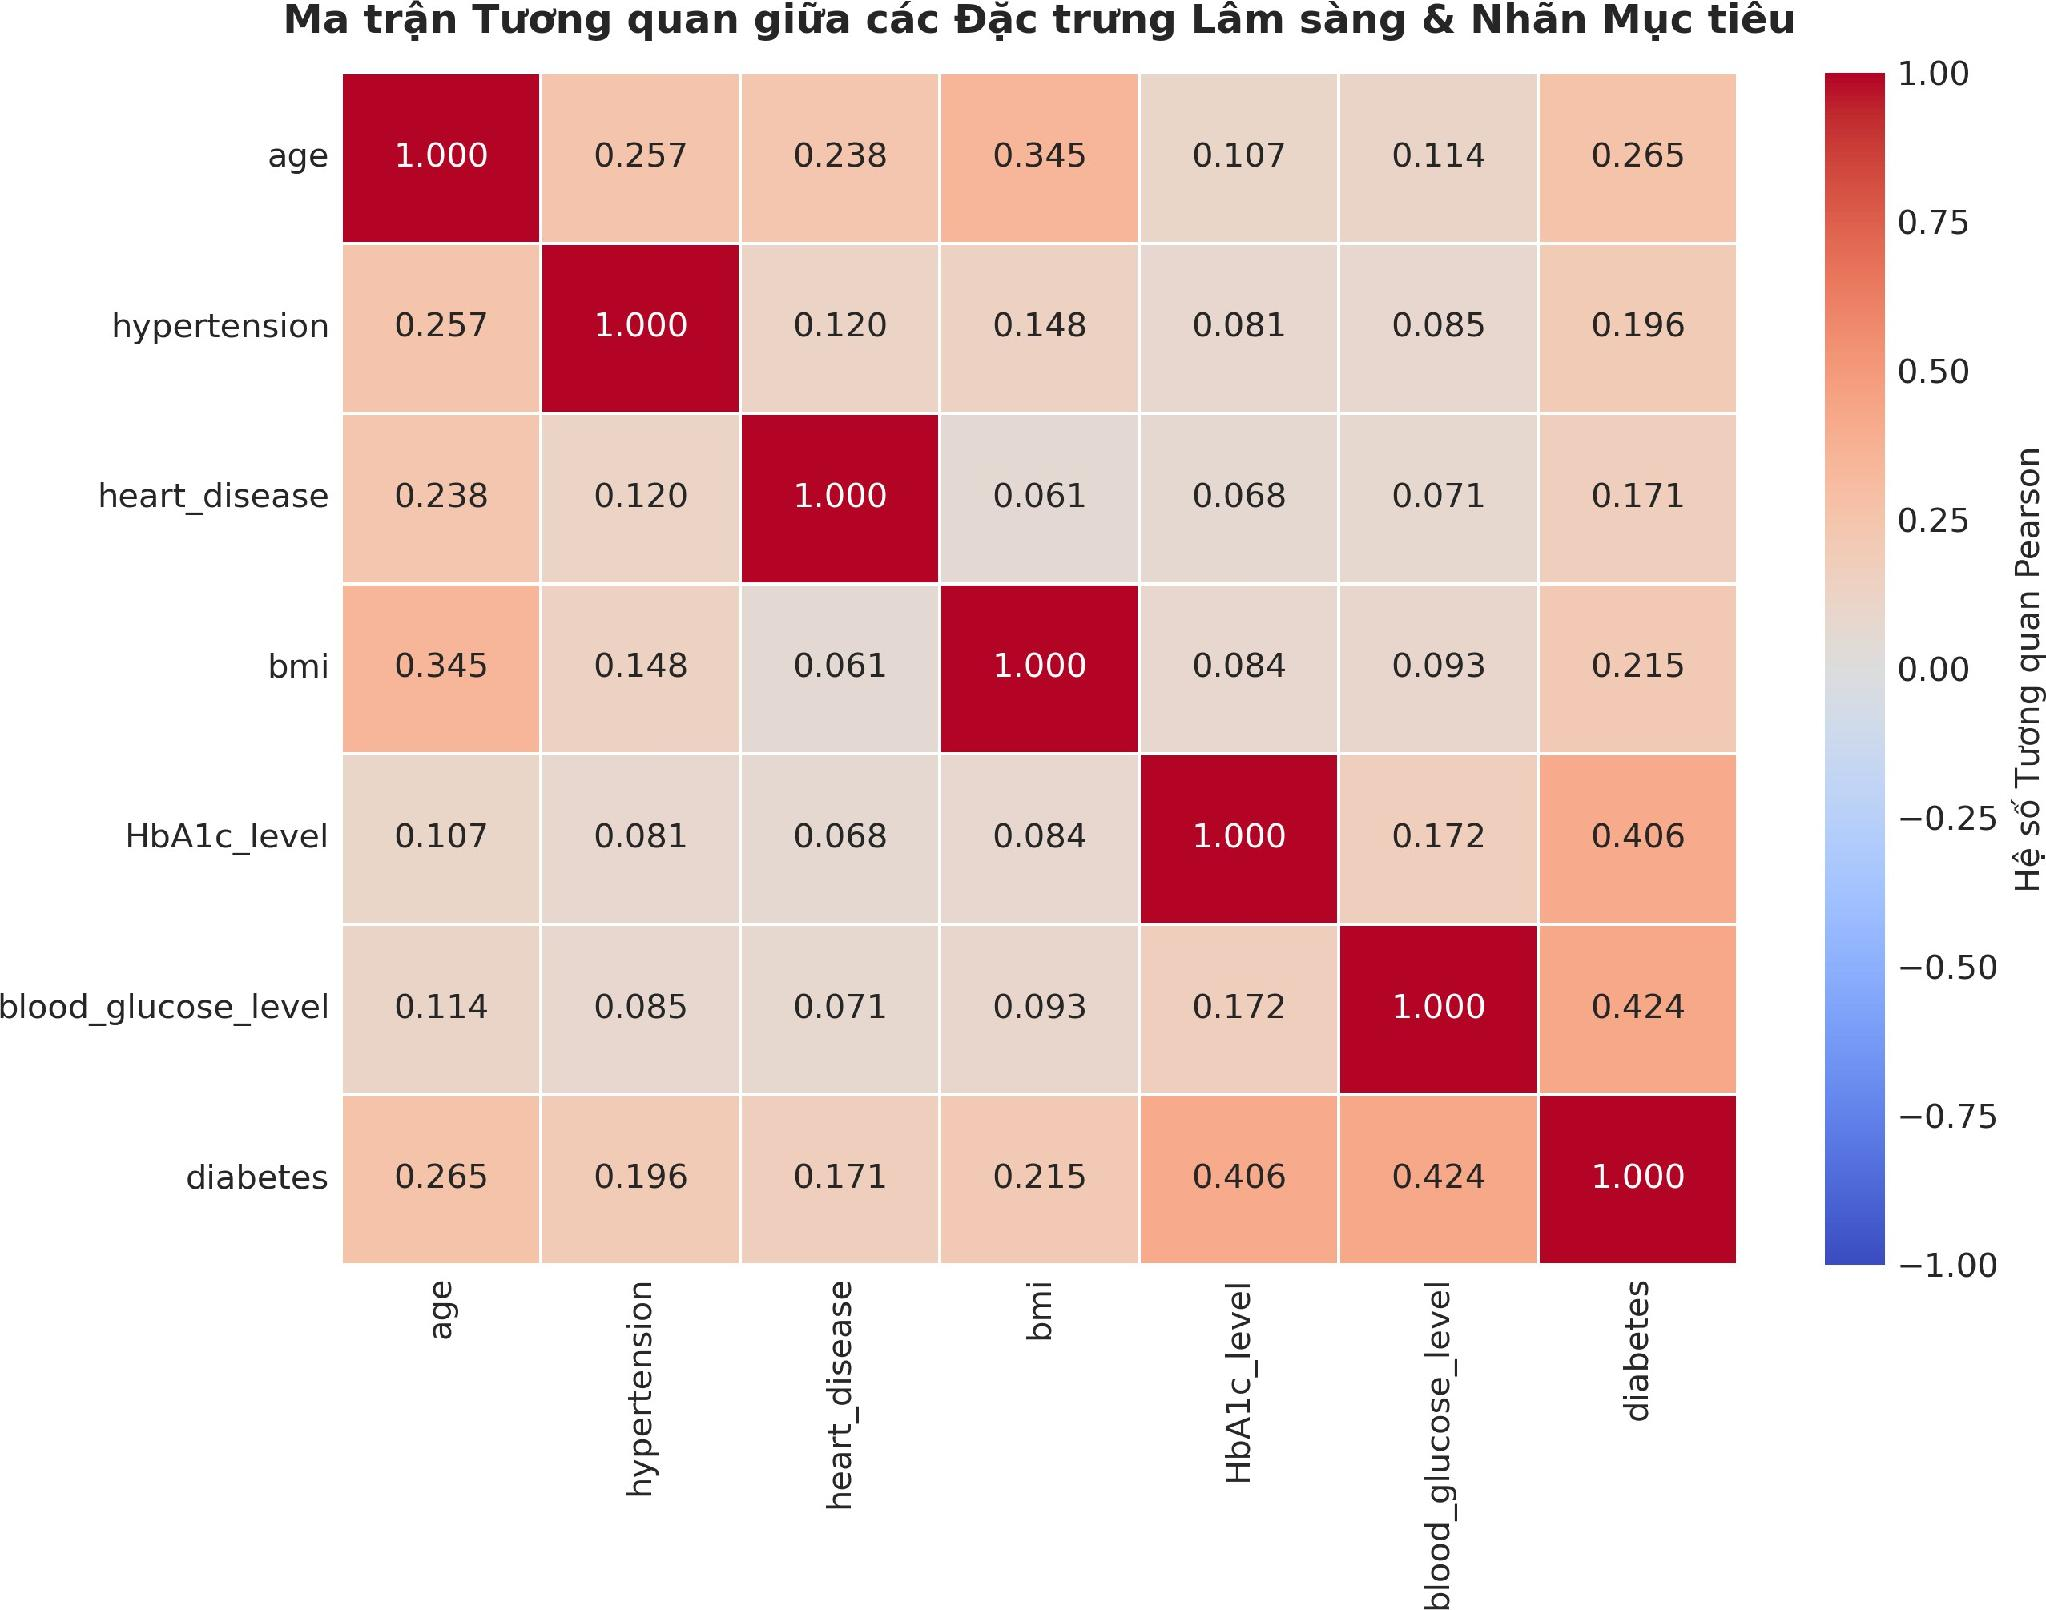 Ma trận Tương quan giữa các Đặc trưng Lâm sàng & Nhãn Mục tiêu
age 1.000 0.257 0.238 0.345 0.107 0.114 0.265
hypertension 0.257 1.000 0.120 0.148 0.081 0.085 0.196
heart_disease 0.238 0.120 1.000 0.061 0.068 0.071 0.171
bmi 0.345 0.148 0.061 1.000 0.084 0.093 0.215
HbA1c_level 0.107 0.081 0.068 0.084 1.000 0.172 0.406
blood_glucose_level 0.114 0.085 0.071 0.093 0.172 1.000 0.424
diabetes 0.265 0.196 0.171 0.215 0.406 0.424 1.000
age hypertension heart_disease bmi HbA1c_level blood_glucose_level diabetes
1.00
0.75
0.50
0.25
0.00
−0.25
−0.50
−0.75
−1.00
Hệ số Tương quan Pearson